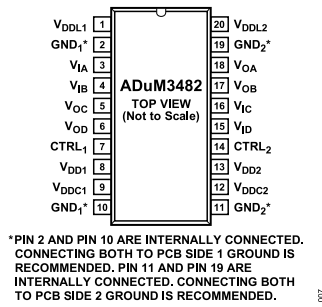 VDDL1 1 20 VDDL2
GND1* 2 19 GND2*
VIA 3 18 VOA
VIB 4 ADuM3482 17 VOB
VOC 5 TOP VIEW 16 VIC
(Not to Scale)
VOD 6 15 VID
CTRL1 7 14 CTRL2
VDD1 8 13 VDD2
VDDC1 9 12 VDDC2
GND1* 10 11 GND2*
*PIN 2 AND PIN 10 ARE INTERNALLY CONNECTED.
CONNECTING BOTH TO PCB SIDE 1 GROUND IS
RECOMMENDED. PIN 11 AND PIN 19 ARE
INTERNALLY CONNECTED. CONNECTING BOTH
TO PCB SIDE 2 GROUND IS RECOMMENDED.